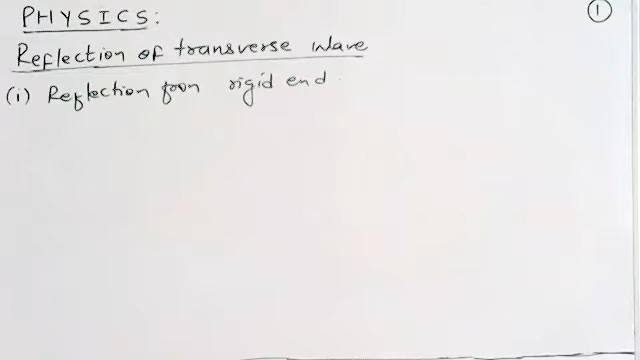 PHYSICS:
1
Reflection of transverse wave
(1) Reflection from rigid end.